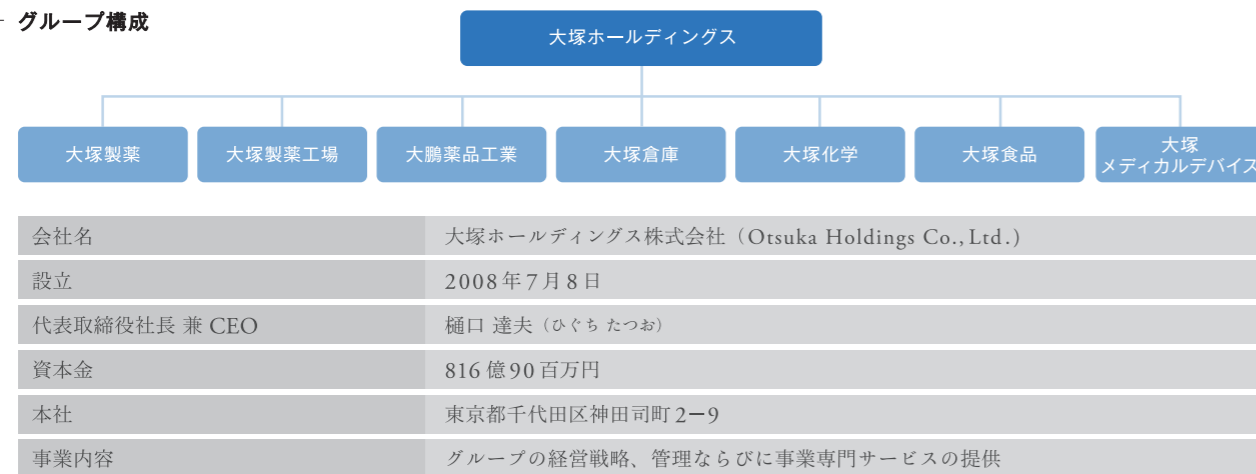 グループ構成
大塚ホールディングス
大塚製薬
大塚製薬工場
大鵬薬品工業
大塚倉庫
大塚化学
大塚食品
大塚
メディカルデバイス
会社名 大塚ホールディングス株式会社（Otsuka Holdings Co., Ltd.）
設立 2008年7月8日
代表取締役社長 兼 CEO 樋口 達夫（ひぐち たつお）
資本金 816億90百万円
本社 東京都千代田区神田司町2−9
事業内容 グループの経営戦略、管理ならびに事業専門サービスの提供